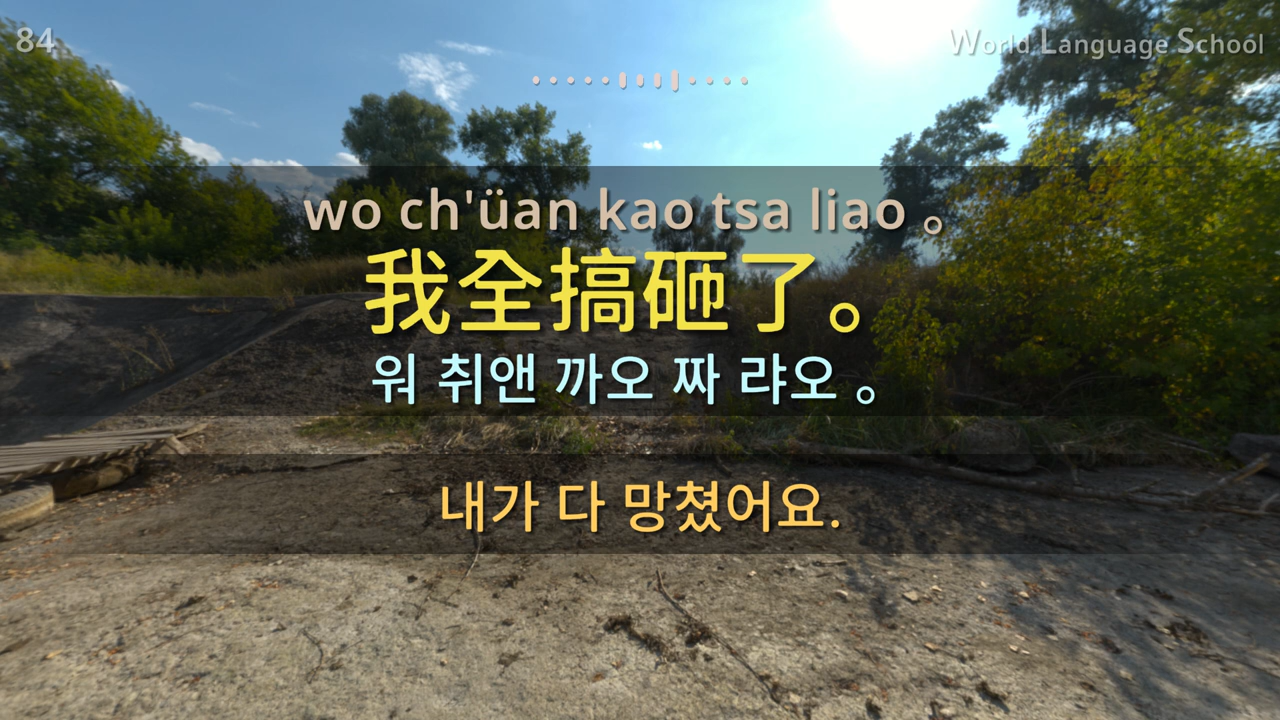 84
World Language School
wo ch'üan kao tsa liao 。
我全搞砸了。
워 취앤 까오 짜 랴오 。
내가 다 망쳤어요.